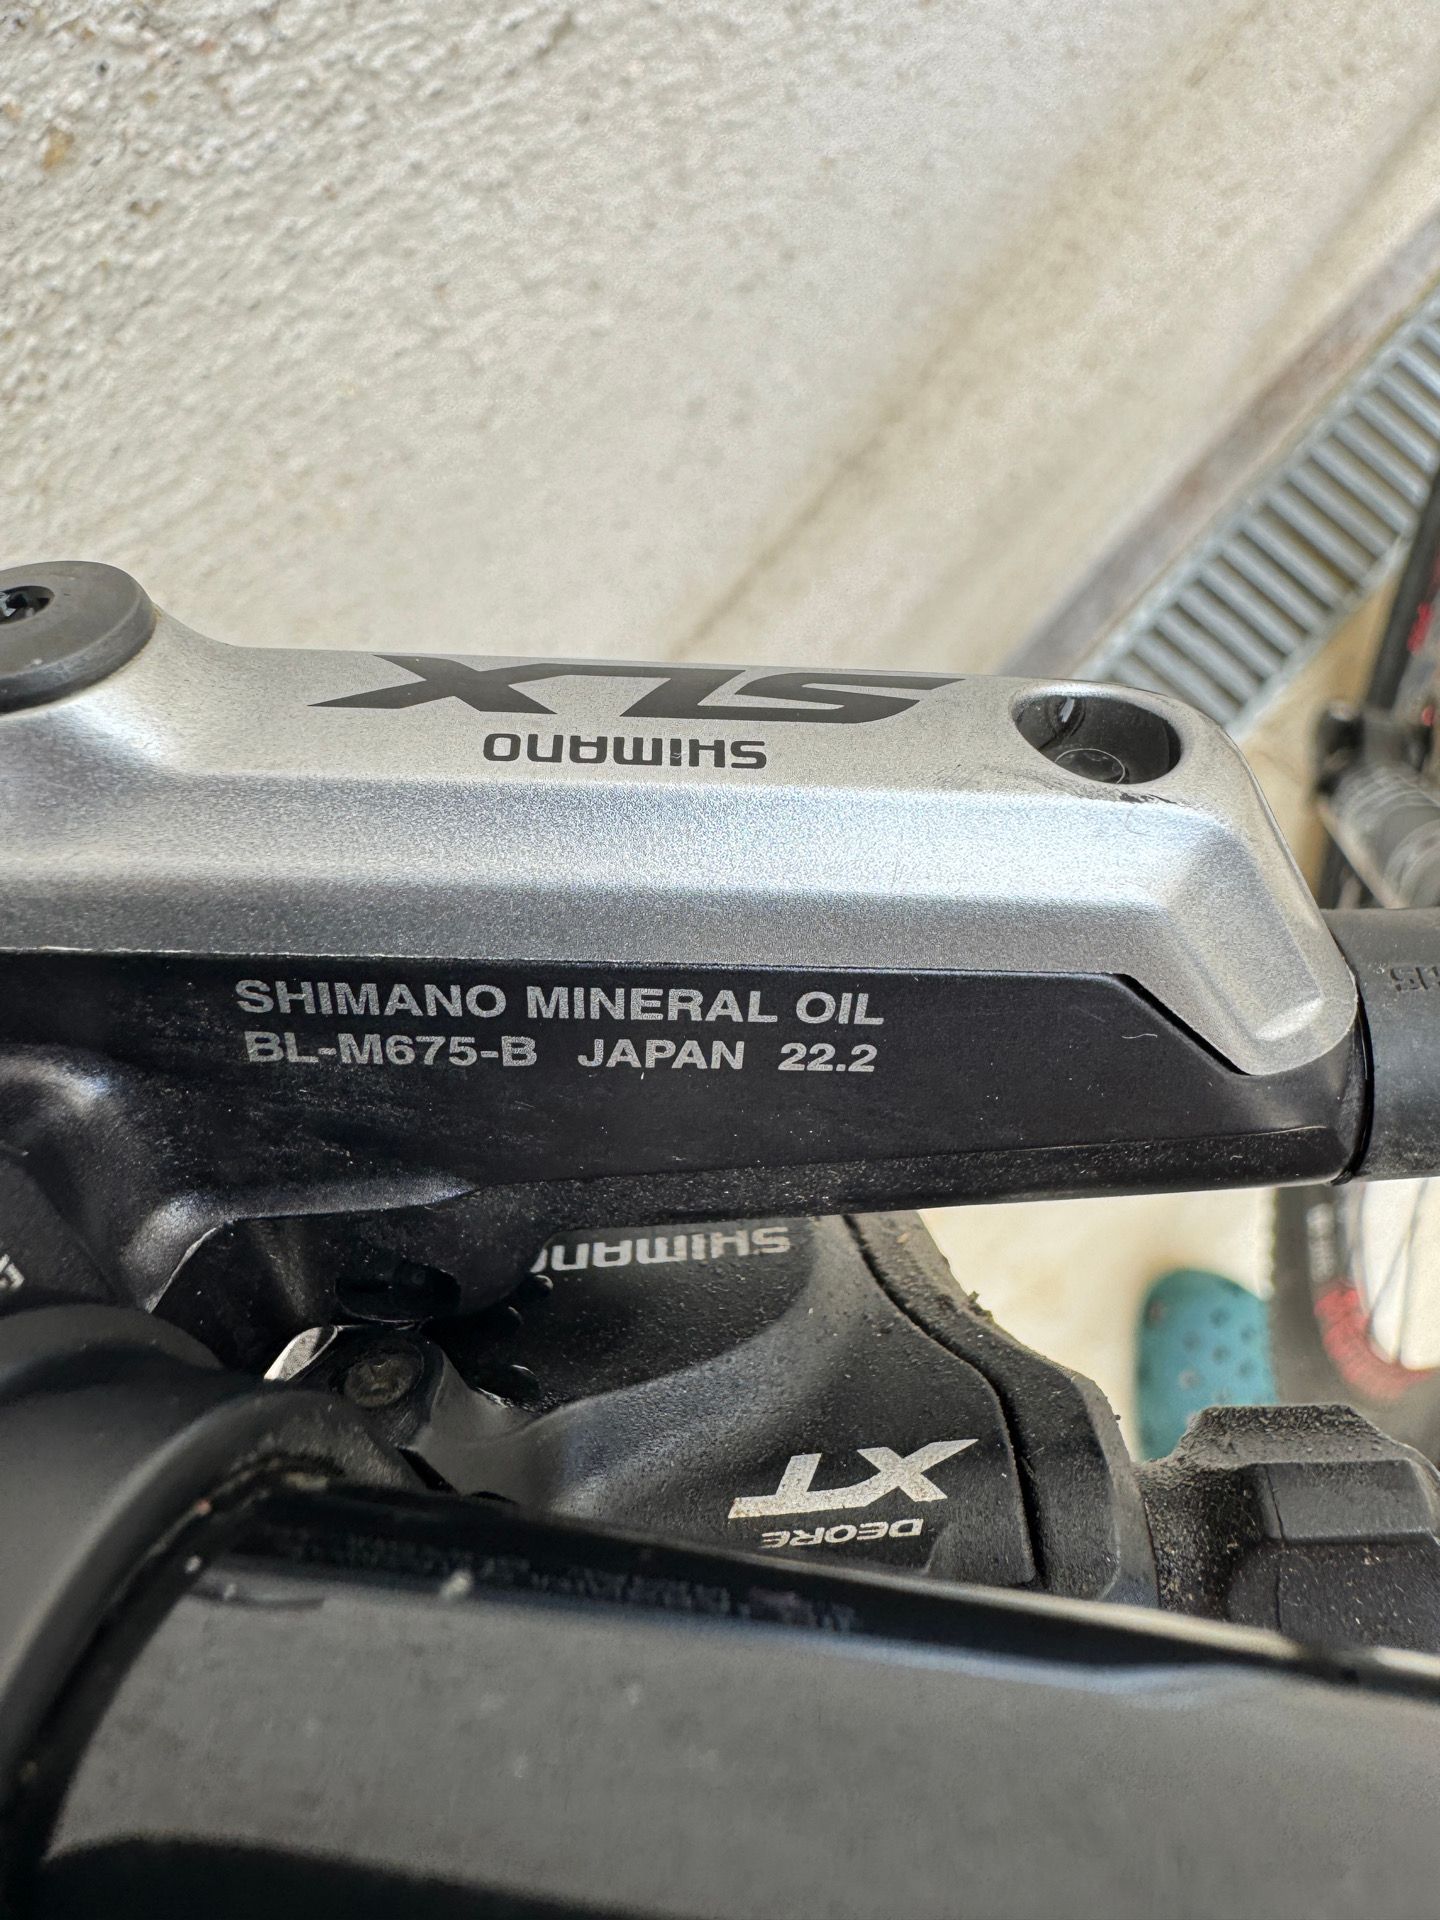 SLX
SHIMANO
SHIMANO MINERAL OIL
BL-M675-B JAPAN 22.2
SHIMANO
DEORE
XT